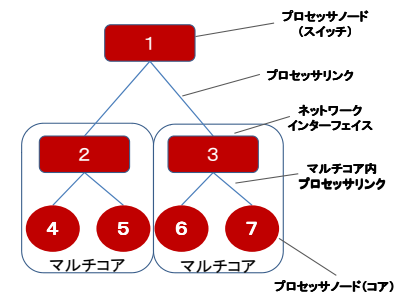 プロセッサノード
（スイッチ）
1
プロセッサリンク
ネットワーク
インターフェイス
2
3
マルチコア内
プロセッサリンク
4
5
6
7
マルチコア
マルチコア
プロセッサノード（コア）